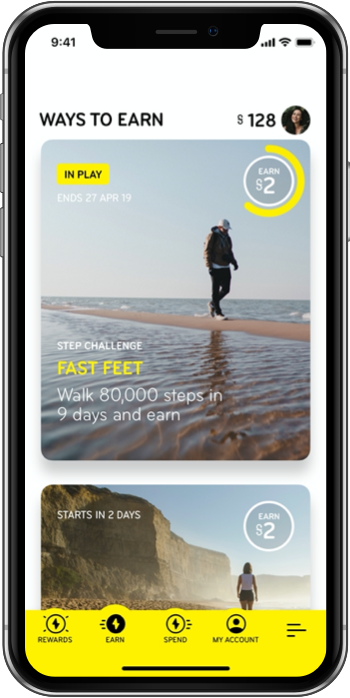 9:41
WAYS TO EARN
$ 128
IN PLAY
ENDS 27 APR 19
EARN
$2
STEP CHALLENGE
FAST FEET
Walk 80,000 steps in
9 days and earn
STARTS IN 2 DAYS
EARN
$2
REWARDS
EARN
SPEND
MY ACCOUNT